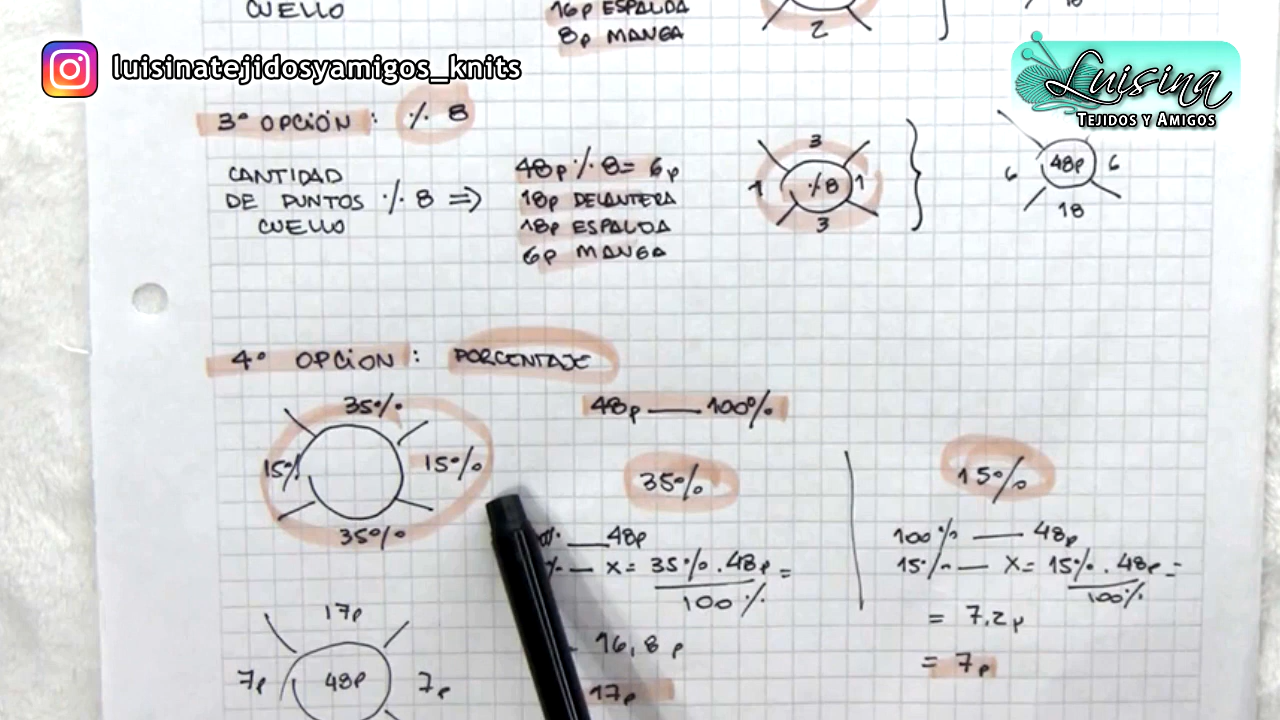 CUELLO
16p ESPALDA
8p MANGA
2
luisinatejidosyamigos_knits
Luisina
TEJIDOS Y AMIGOS
3° OPCIÓN : ./. 8
CANTIDAD
DE PUNTOS ./. 8 =>
CUELLO
48p ./. 8 = 6p
18p DELANTERA
18p ESPALDA
6p MANGA
3
1 ./. 8 1
3
6 48p 6
18
4° OPCION : PORCENTAJE
35%
15% 15%
35%
48p — 100%
35%
— 48p
% — X = 35% . 48p =
100%
16,8p
17p
15%
100% — 48p
15% — X = 15% . 48p =
100%
= 7,2p
= 7p
17p
7p 48p 7p